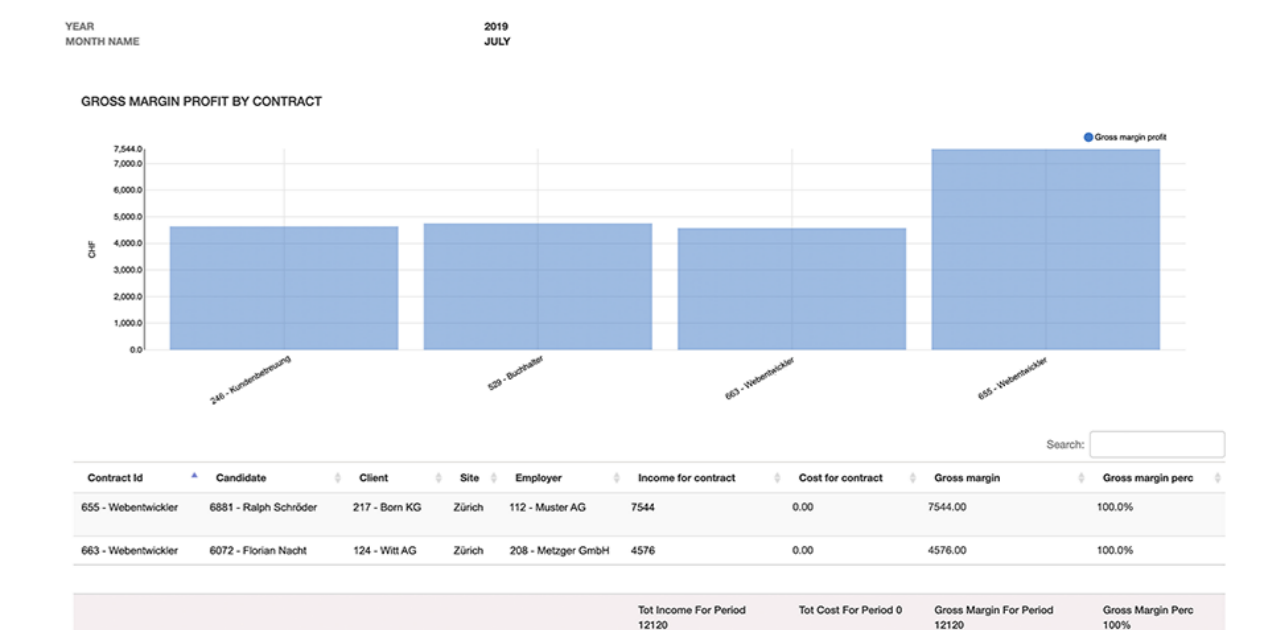 YEAR 2019
MONTH NAME JULY
GROSS MARGIN PROFIT BY CONTRACT
Gross margin profit
7,544.0
7,000.0
6,000.0
5,000.0
4,000.0
3,000.0
2,000.0
1,000.0
0.0
CHF
246 - Kundenbetreuung
529 - Buchhalter
663 - Webentwickler
655 - Webentwickler
Search:
Contract Id Candidate Client Site Employer Income for contract Cost for contract Gross margin Gross margin perc
655 - Webentwickler 6881 - Ralph Schröder 217 - Born KG Zürich 112 - Muster AG 7544 0.00 7544.00 100.0%
663 - Webentwickler 6072 - Florian Nacht 124 - Witt AG Zürich 208 - Metzger GmbH 4576 0.00 4576.00 100.0%
Tot Income For Period Tot Cost For Period 0 Gross Margin For Period Gross Margin Perc
12120 12120 100%